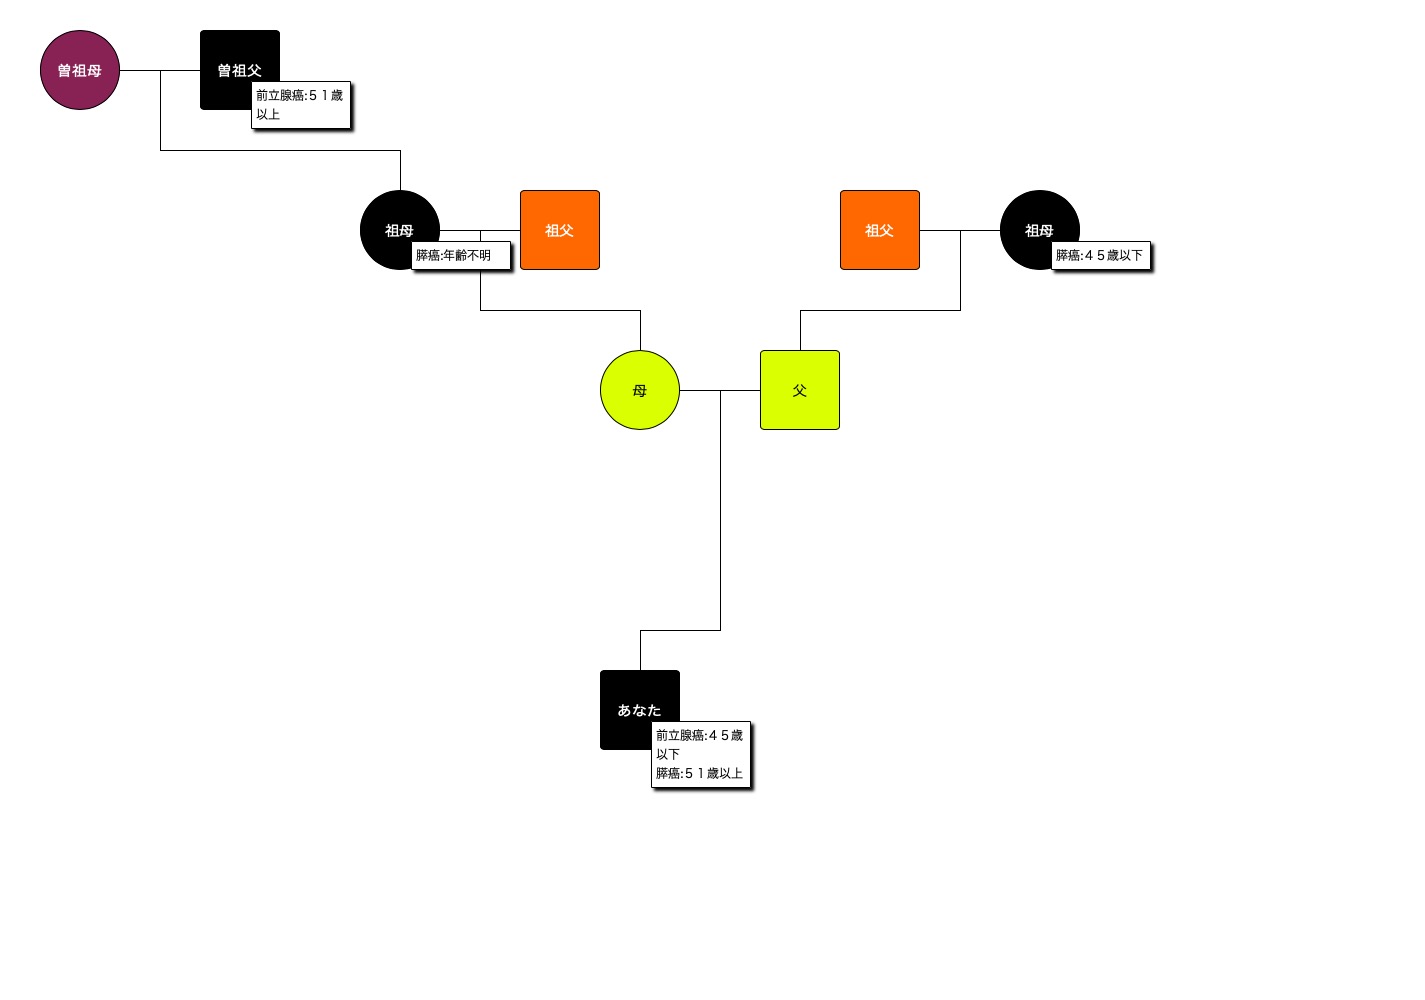 曽祖母
曽祖父
前立腺癌:５１歳
以上
祖母
膵癌:年齢不明
祖父
祖父
祖母
膵癌:４５歳以下
母
父
あなた
前立腺癌:４５歳
以下
膵癌:５１歳以上